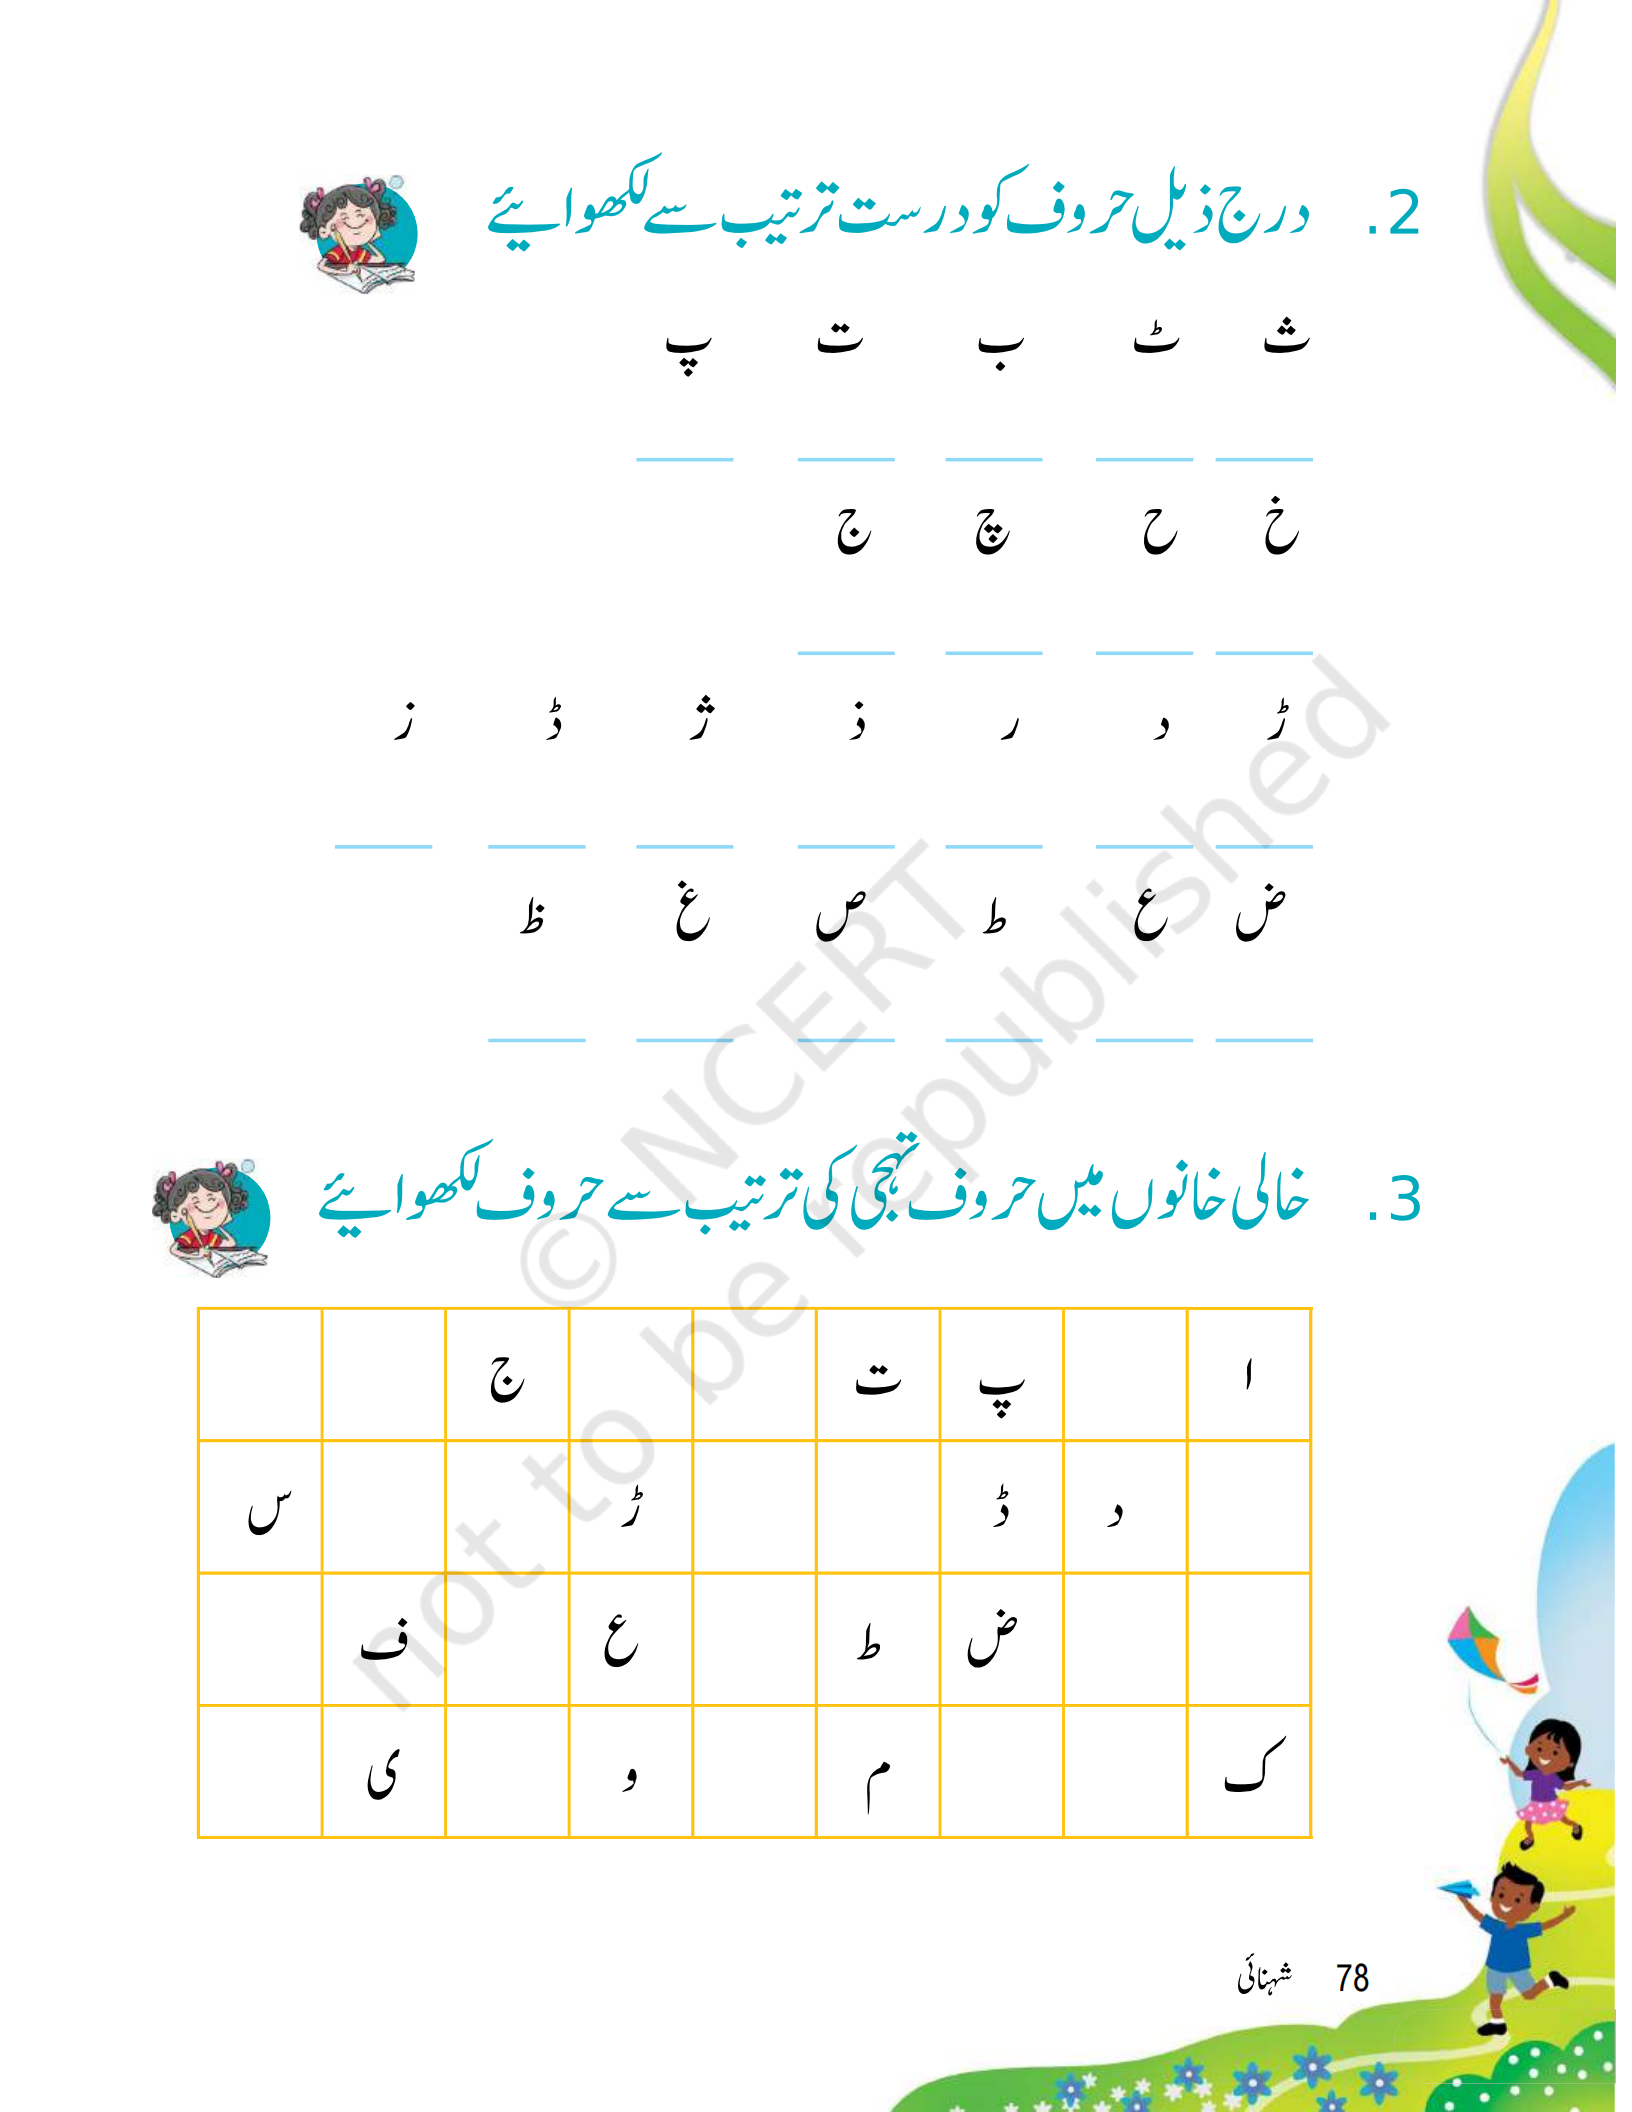 2. درج ذیل حروف کو درست ترتیب سے لکھوایئے
ث ٹ ب ت پ
خ ح چ ج
ڑ د ر ذ ژ ڈ ز
ض ع ط ص غ ظ
3. خالی خانوں میں حروف تہجی کی ترتیب سے حروف لکھوایئے
ا پ ت ج
د ڈ ڑ س
ض ط ع ف
ک م و ی
© NCERT
not to be republished
78 شہنائی